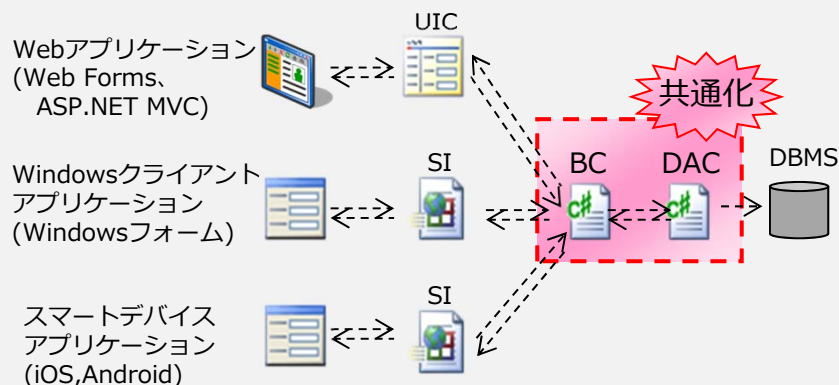 UIC
Webアプリケーション
(Web Forms、
ASP.NET MVC)
共通化
SI
BC
DAC
DBMS
Windowsクライアント
アプリケーション
(Windowsフォーム)
C#
C#
SI
スマートデバイス
アプリケーション
(iOS,Android)